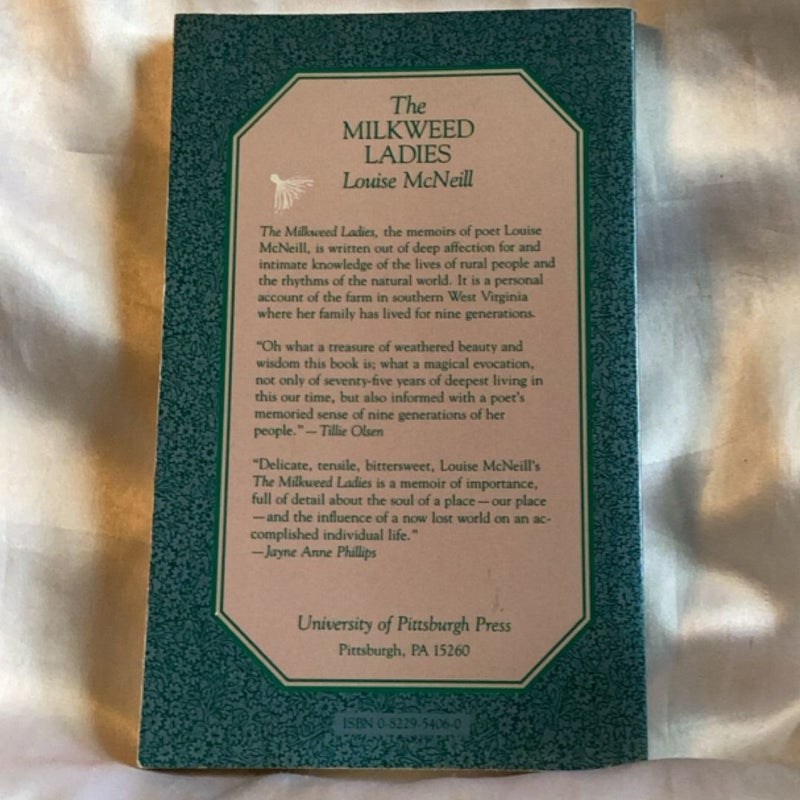 The
MILKWEED
LADIES
Louise McNeill
The Milkweed Ladies, the memoirs of poet Louise
McNeill, is written out of deep affection for and
intimate knowledge of the lives of rural people and
the rhythms of the natural world. It is a personal
account of the farm in southern West Virginia
where her family has lived for nine generations.
"Oh what a treasure of weathered beauty and
wisdom this book is; what a magical evocation,
not only of seventy-five years of deepest living in
this our time, but also informed with a poet's
memoried sense of nine generations of her
people." — Tillie Olsen
"Delicate, tensile, bittersweet, Louise McNeill's
The Milkweed Ladies is a memoir of importance,
full of detail about the soul of a place — our place
— and the influence of a now lost world on an ac-
complished individual life."
— Jayne Anne Phillips
University of Pittsburgh Press
Pittsburgh, PA 15260
ISBN 0-8229-5406-0